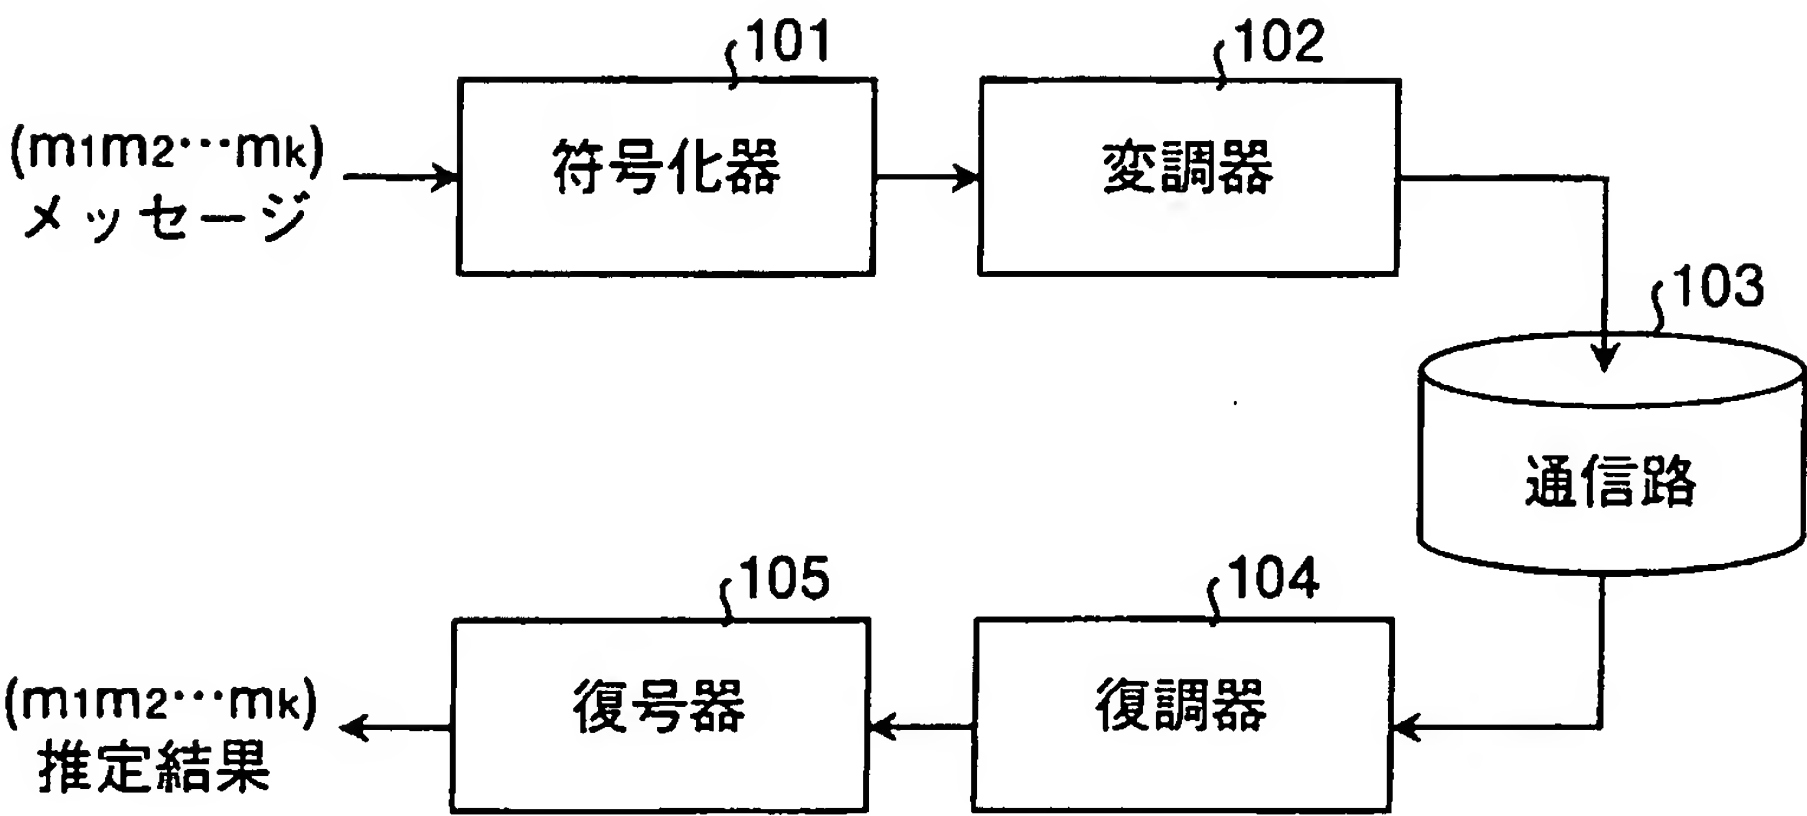 101
102
(m1m2···mk)
メッセージ
符号化器
変調器
103
通信路
105
104
(m1m2···mk)
推定結果
復号器
復調器